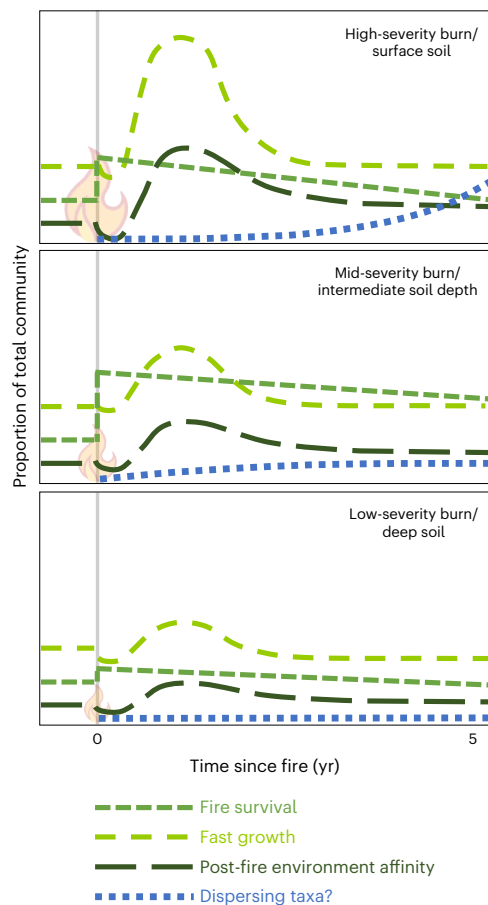 High-severity burn/
surface soil
Mid-severity burn/
intermediate soil depth
Proportion of total community
Low-severity burn/
deep soil
0
5
Time since fire (yr)
Fire survival
Fast growth
Post-fire environment affinity
Dispersing taxa?